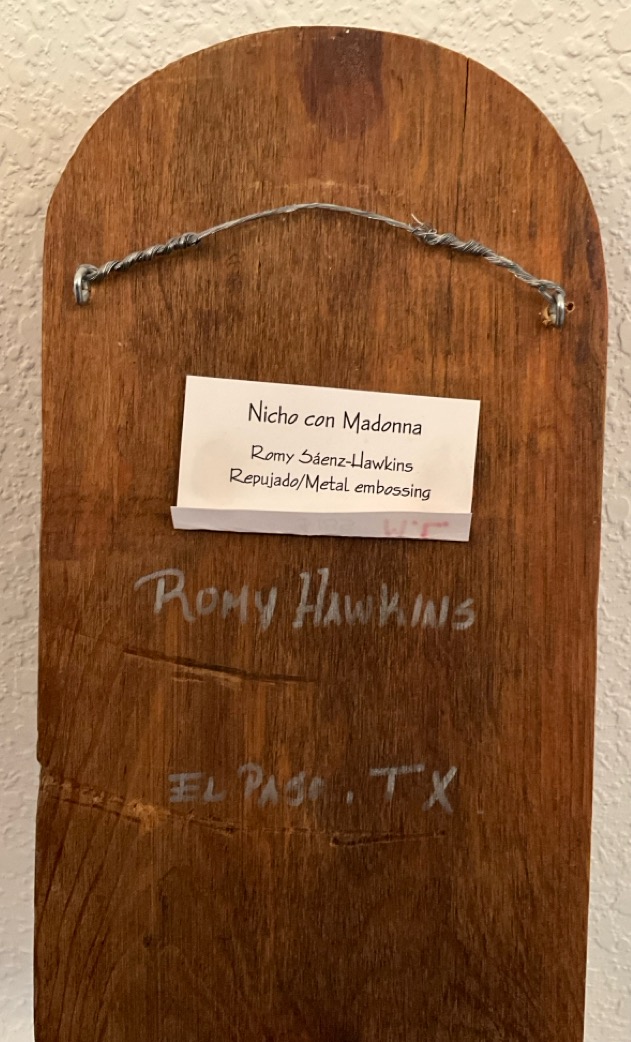 Nicho con Madonna
Romy Sáenz-Hawkins
Repujado/Metal embossing
ROMY HAWKINS
EL PASO, TX